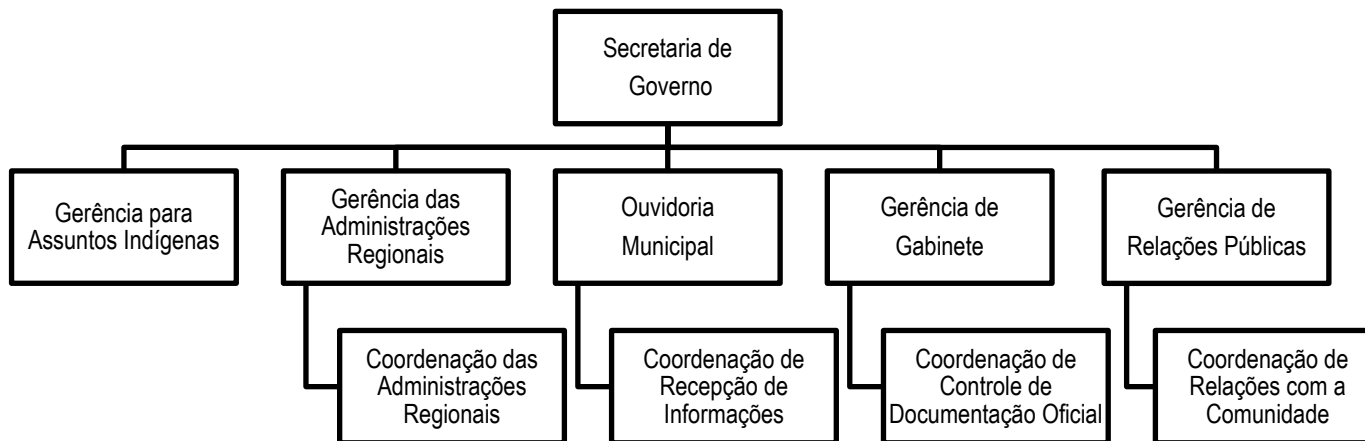 Secretaria de
Governo
Gerência para
Assuntos Indígenas
Gerência das
Administrações
Regionais
Ouvidoria
Municipal
Gerência de
Gabinete
Gerência de
Relações Públicas
Coordenação das
Administrações
Regionais
Coordenação de
Recepção de
Informações
Coordenação de
Controle de
Documentação Oficial
Coordenação de
Relações com a
Comunidade